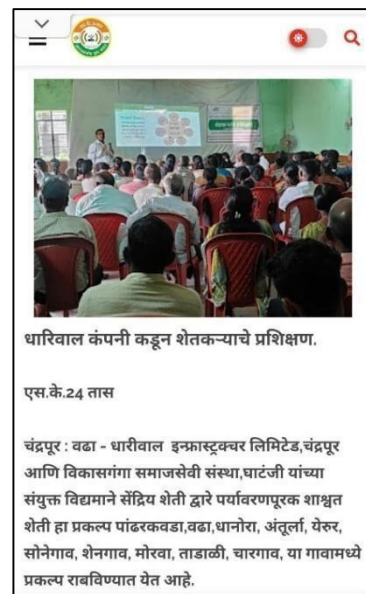 धारिवाल कंपनी कडून शेतकऱ्याचे प्रशिक्षण.
एस.के.24 तास
चंद्रपूर : वढा - धारीवाल इन्फ्रास्ट्रक्चर लिमिटेड,चंद्रपूर
आणि विकासगंगा समाजसेवी संस्था,घाटंजी यांच्या
संयुक्त विद्यमाने सेंद्रिय शेती द्वारे पर्यावरणपूरक शाश्वत
शेती हा प्रकल्प पांढरकवडा,वढा,धानोरा, अंतूर्ला, येरुर,
सोनेगाव, शेनगाव, मोरवा, ताडाळी, चारगाव, या गावामध्ये
प्रकल्प राबविण्यात येत आहे.